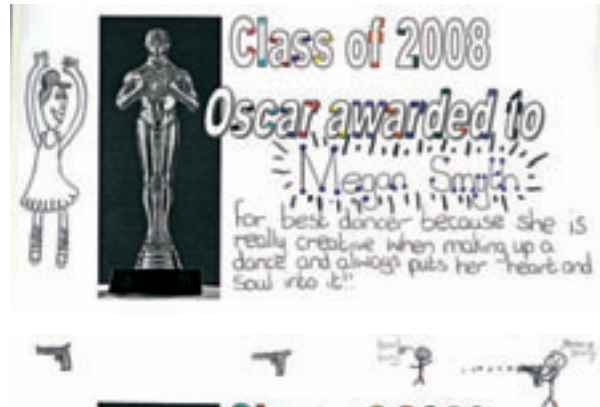 Class of 2008
Oscar awarded to
Megan Smyth
for best dancer because she is
really creative when making up a
dance and always puts her "heart and
soul into it".